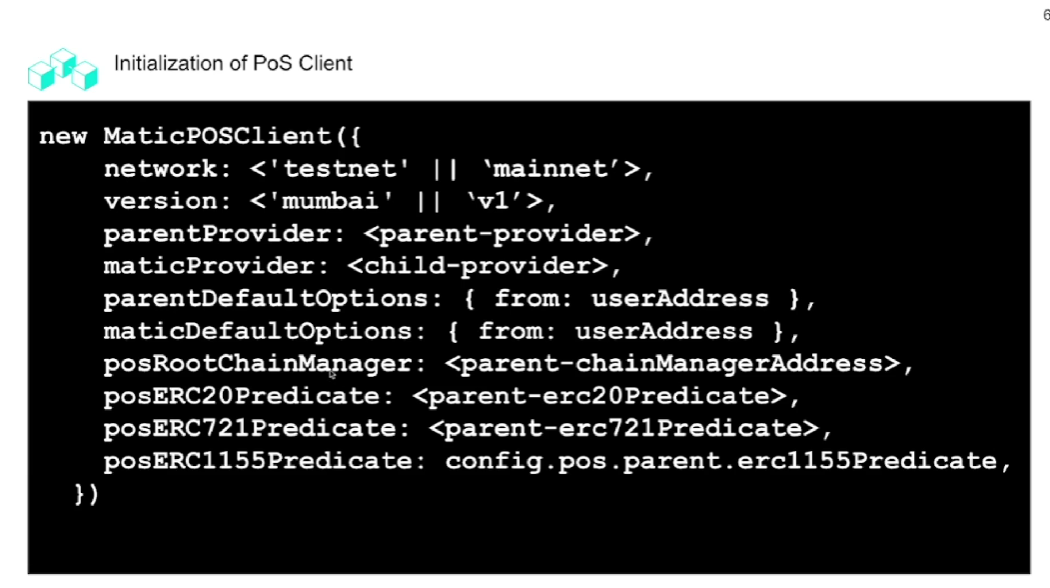 6
Initialization of PoS Client
new MaticPOSClient({
network: <'testnet' || ‘mainnet’>,
version: <'mumbai' || ‘v1’>,
parentProvider: <parent-provider>,
maticProvider: <child-provider>,
parentDefaultOptions: { from: userAddress },
maticDefaultOptions: { from: userAddress },
posRootChainManager: <parent-chainManagerAddress>,
posERC20Predicate: <parent-erc20Predicate>,
posERC721Predicate: <parent-erc721Predicate>,
posERC1155Predicate: config.pos.parent.erc1155Predicate,
})